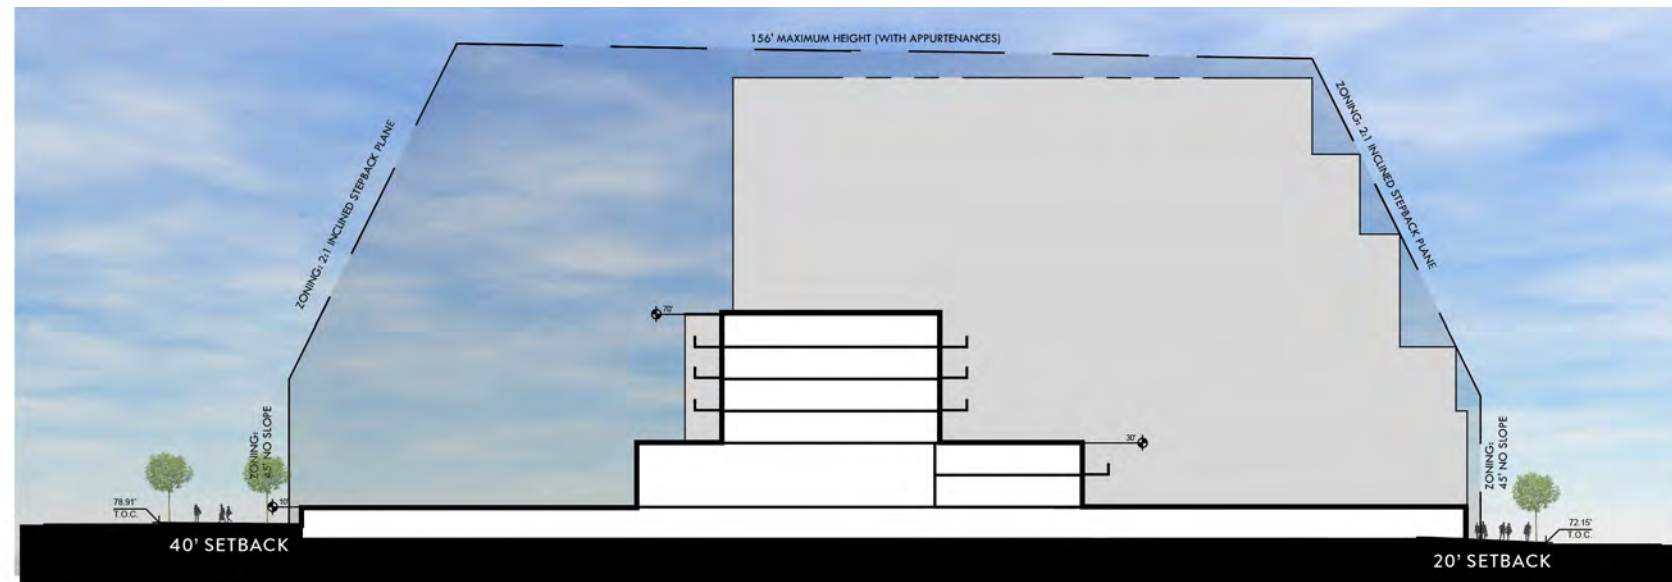 156' MAXIMUM HEIGHT (WITH APPURTENANCES)
ZONING: 2:1 INCLINED STEPBACK PLANE
ZONING: 2:1 INCLINED STEPBACK PLANE
70'
30'
ZONING:
45' NO SLOPE
ZONING:
45' NO SLOPE
10'
78.91'
T.O.C.
72.15'
T.O.C.
40' SETBACK
20' SETBACK